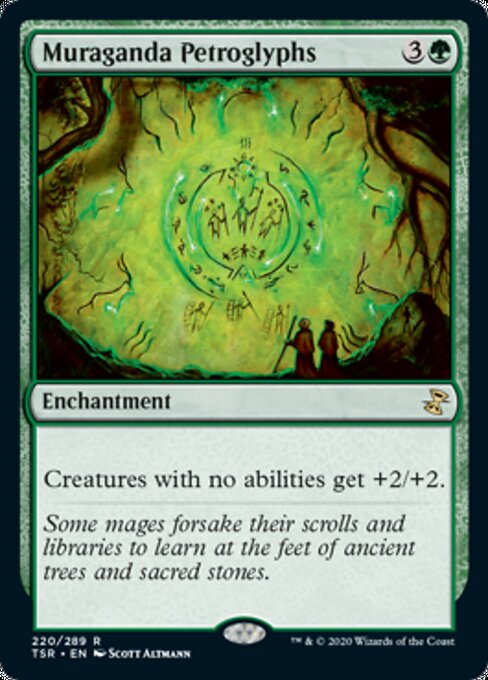 Muraganda Petroglyphs 3
Enchantment
Creatures with no abilities get +2/+2.
Some mages forsake their scrolls and
libraries to learn at the feet of ancient
trees and sacred stones.
220/289 R
TSR • EN SCOTT ALTMANN
™ & © 2020 Wizards of the Coast